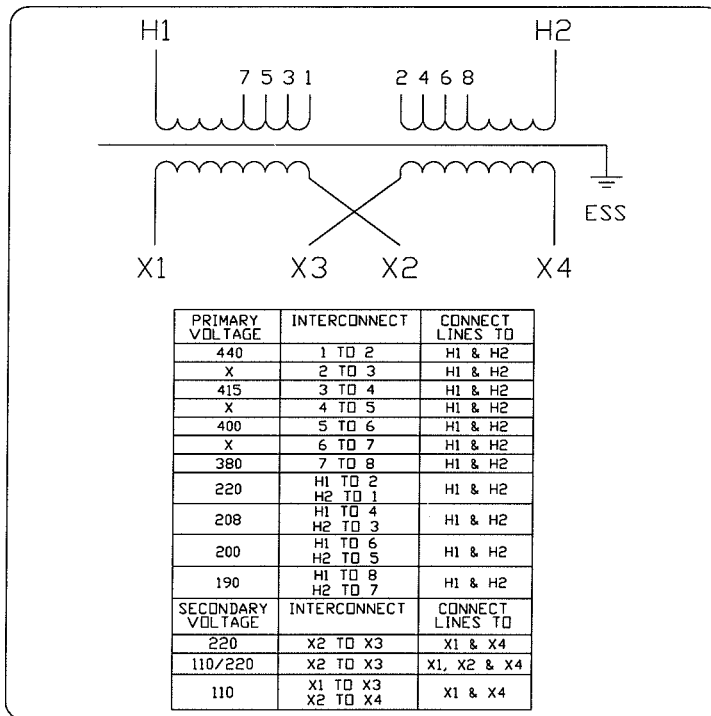 H1 H2
7 5 3 1 2 4 6 8
ESS
X1 X3 X2 X4
PRIMARY VOLTAGE INTERCONNECT CONNECT LINES TO
440 1 TO 2 H1 & H2
X 2 TO 3 H1 & H2
415 3 TO 4 H1 & H2
X 4 TO 5 H1 & H2
400 5 TO 6 H1 & H2
X 6 TO 7 H1 & H2
380 7 TO 8 H1 & H2
220 H1 TO 2 H2 TO 1 H1 & H2
208 H1 TO 4 H2 TO 3 H1 & H2
200 H1 TO 6 H2 TO 5 H1 & H2
190 H1 TO 8 H2 TO 7 H1 & H2
SECONDARY VOLTAGE INTERCONNECT CONNECT LINES TO
220 X2 TO X3 X1 & X4
110/220 X2 TO X3 X1, X2 & X4
110 X1 TO X3 X2 TO X4 X1 & X4